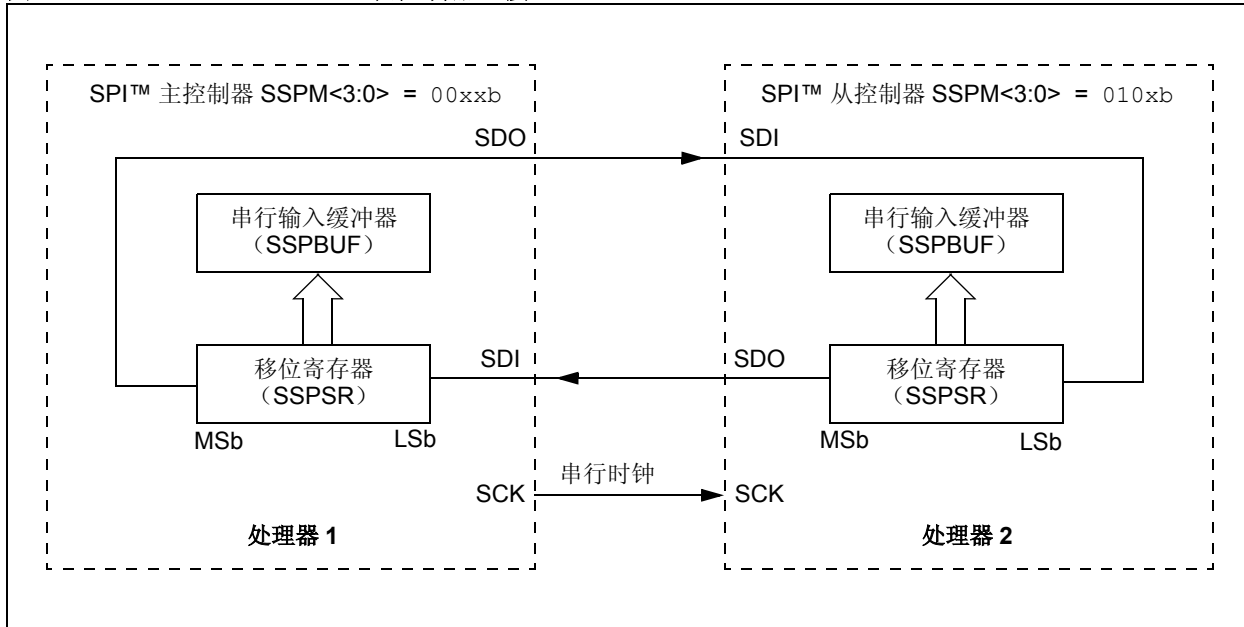 SPI™ 主控制器 SSPM<3:0> = 00xxb
SPI™ 从控制器 SSPM<3:0> = 010xb
SDO
SDI
串行输入缓冲器
（SSPBUF）
串行输入缓冲器
（SSPBUF）
移位寄存器
（SSPSR）
SDI
SDO
移位寄存器
（SSPSR）
MSb
LSb
MSb
LSb
串行时钟
SCK
SCK
处理器 1
处理器 2